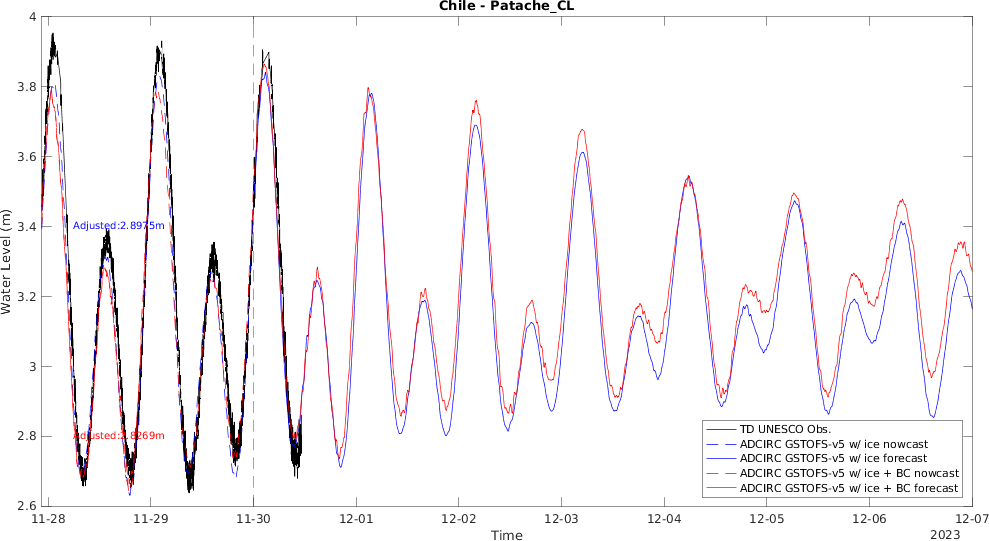 Chile - Patache_CL
4
3.8
3.6
3.4
3.2
3
2.8
2.6
Water Level (m)
Adjusted:2.8975m
Adjusted:2.8269m
TD UNESCO Obs.
ADCIRC GSTOFS-v5 w/ ice nowcast
ADCIRC GSTOFS-v5 w/ ice forecast
ADCIRC GSTOFS-v5 w/ ice + BC nowcast
ADCIRC GSTOFS-v5 w/ ice + BC forecast
11-28 11-29 11-30 12-01 12-02 12-03 12-04 12-05 12-06 12-07
Time
2023